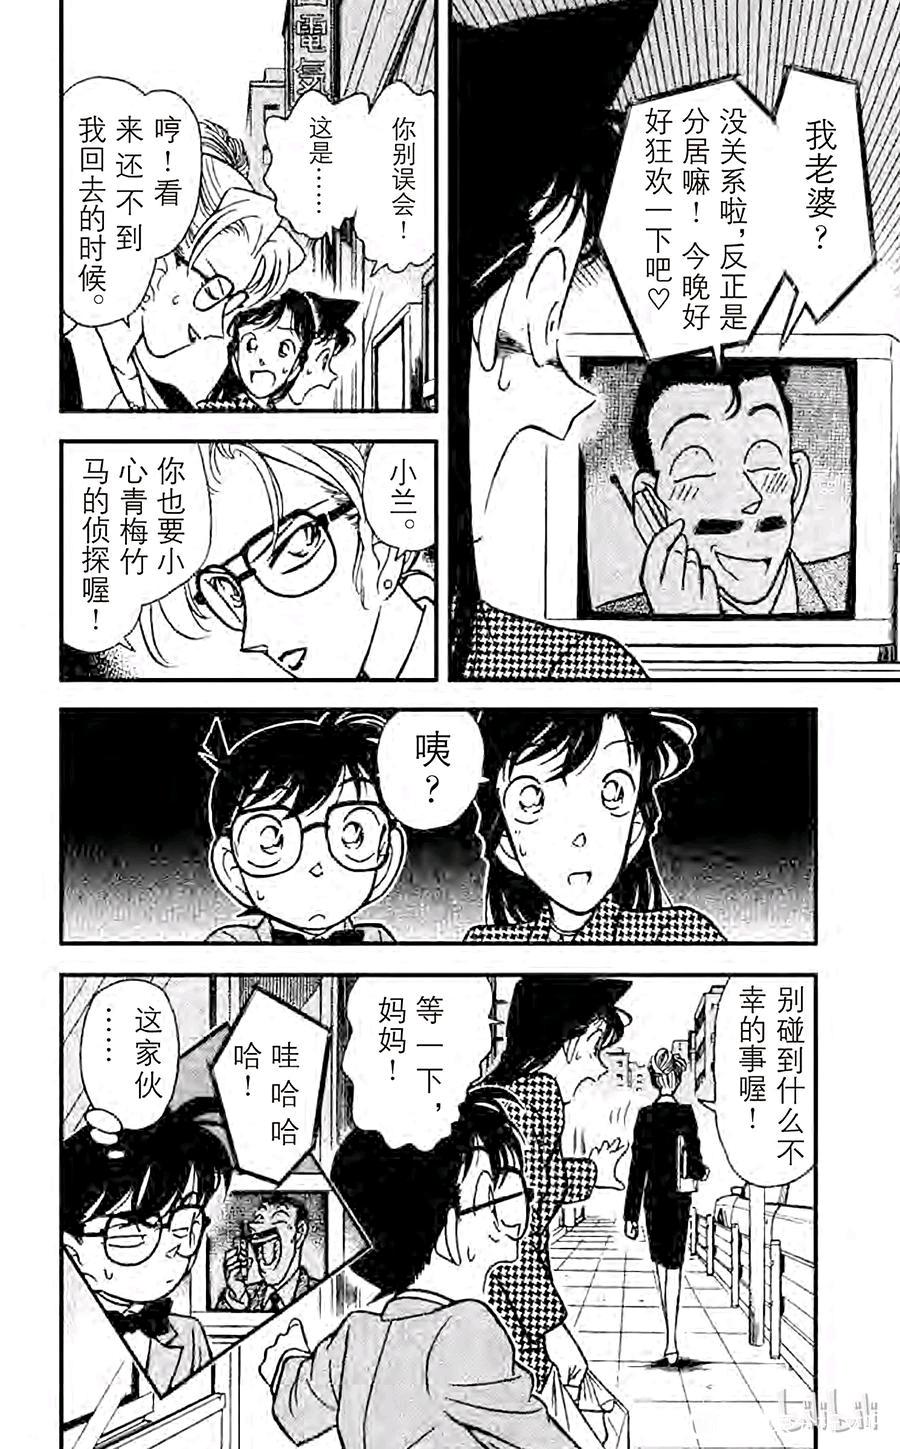 我老婆？
没关系啦，反正是
分居嘛！今晚好
好狂欢一下吧♡
電気
你别误会！
这是……
哼！看
来还不到
我回去的时候。
小兰。
你也要小
心青梅竹
马的侦探喔！
咦？
别碰到什么不
幸的事喔！
等一下，
妈妈！
哇哈哈
哈！
这家伙
……